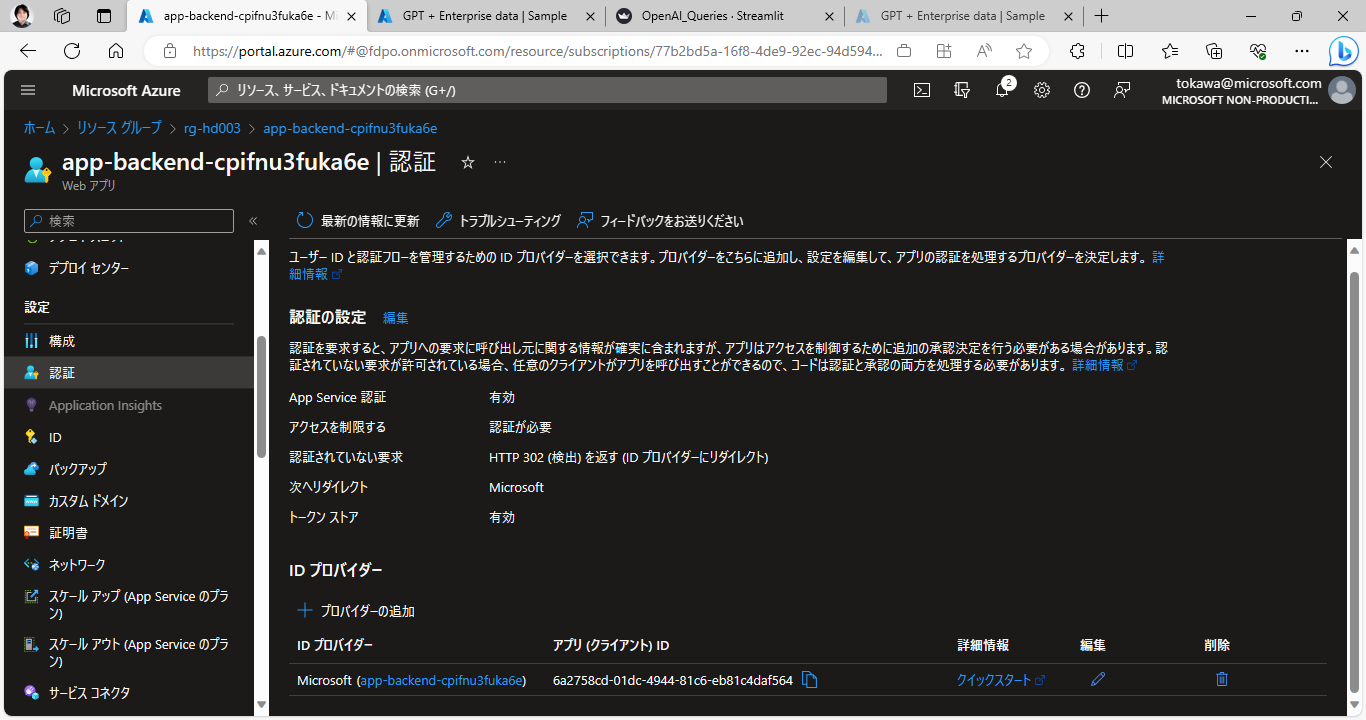 app-backend-cpifnu3fuka6e - Mi
GPT + Enterprise data | Sample
OpenAI_Queries · Streamlit
GPT + Enterprise data | Sample
https://portal.azure.com/#@fdpo.onmicrosoft.com/resource/subscriptions/77b2bd5a-16f8-4de9-92ec-94d594...
Microsoft Azure
リソース、サービス、ドキュメントの検索 (G+/)
2
tokawa@microsoft.com
MICROSOFT NON-PRODUCTI...
ホーム > リソース グループ > rg-hd003 > app-backend-cpifnu3fuka6e
app-backend-cpifnu3fuka6e | 認証
Web アプリ
検索
最新の情報に更新
トラブルシューティング
フィードバックをお送りください
デプロイ センター
設定
構成
認証
Application Insights
ID
バックアップ
カスタム ドメイン
証明書
ネットワーク
スケール アップ (App Service のプラ
ン)
スケール アウト (App Service のプラ
ン)
サービス コネクタ
ユーザー ID と認証フローを管理するための ID プロバイダーを選択できます。プロバイダーをこちらに追加し、設定を編集して、アプリの認証を処理するプロバイダーを決定します。 詳
細情報
認証の設定 編集
認証を要求すると、アプリへの要求に呼び出し元に関する情報が確実に含まれますが、アプリはアクセスを制御するために追加の承認決定を行う必要がある場合があります。認
証されていない要求が許可されている場合、任意のクライアントがアプリを呼び出すことができるので、コードは認証と承認の両方を処理する必要があります。 詳細情報
App Service 認証 有効
アクセスを制限する 認証が必要
認証されていない要求 HTTP 302 (検出) を返す (ID プロバイダーにリダイレクト)
次へリダイレクト Microsoft
トークン ストア 有効
ID プロバイダー
プロバイダーの追加
ID プロバイダー アプリ (クライアント) ID 詳細情報 編集 削除
Microsoft (app-backend-cpifnu3fuka6e) 6a2758cd-01dc-4944-81c6-eb81c4daf564 クイックスタート